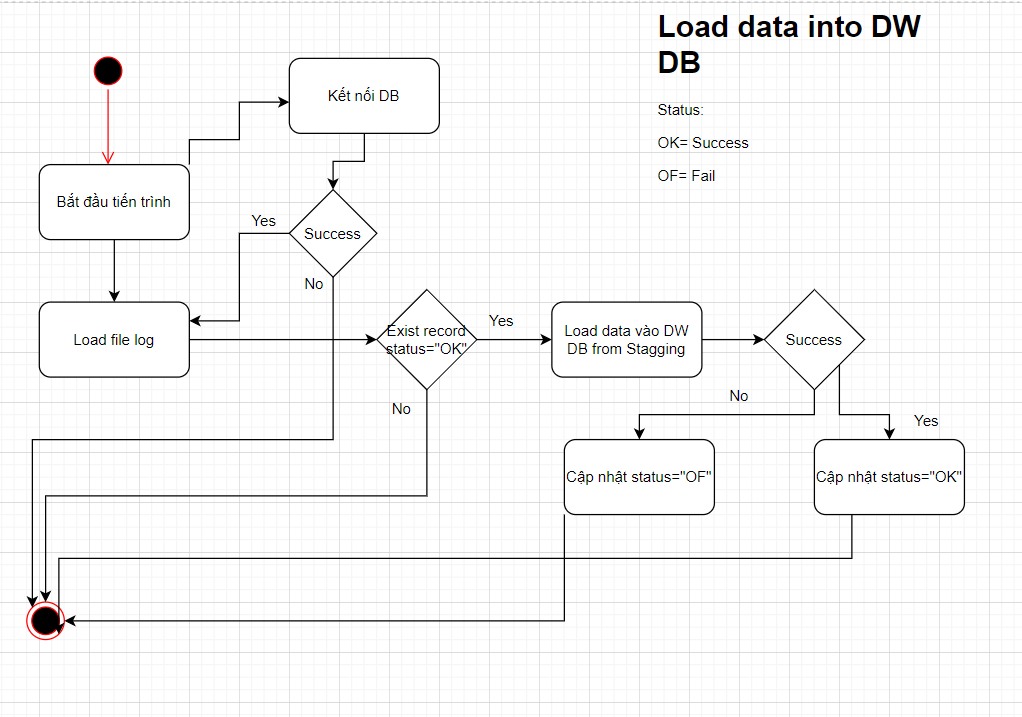 Load data into DW
DB
Status:
OK= Success
OF= Fail
Kết nối DB
Bắt đầu tiến trình
Yes
Success
No
Load file log
Exist record
status="OK"
Yes
No
Load data vào DW
DB from Stagging
Success
No
Yes
Cập nhật status="OF"
Cập nhật status="OK"